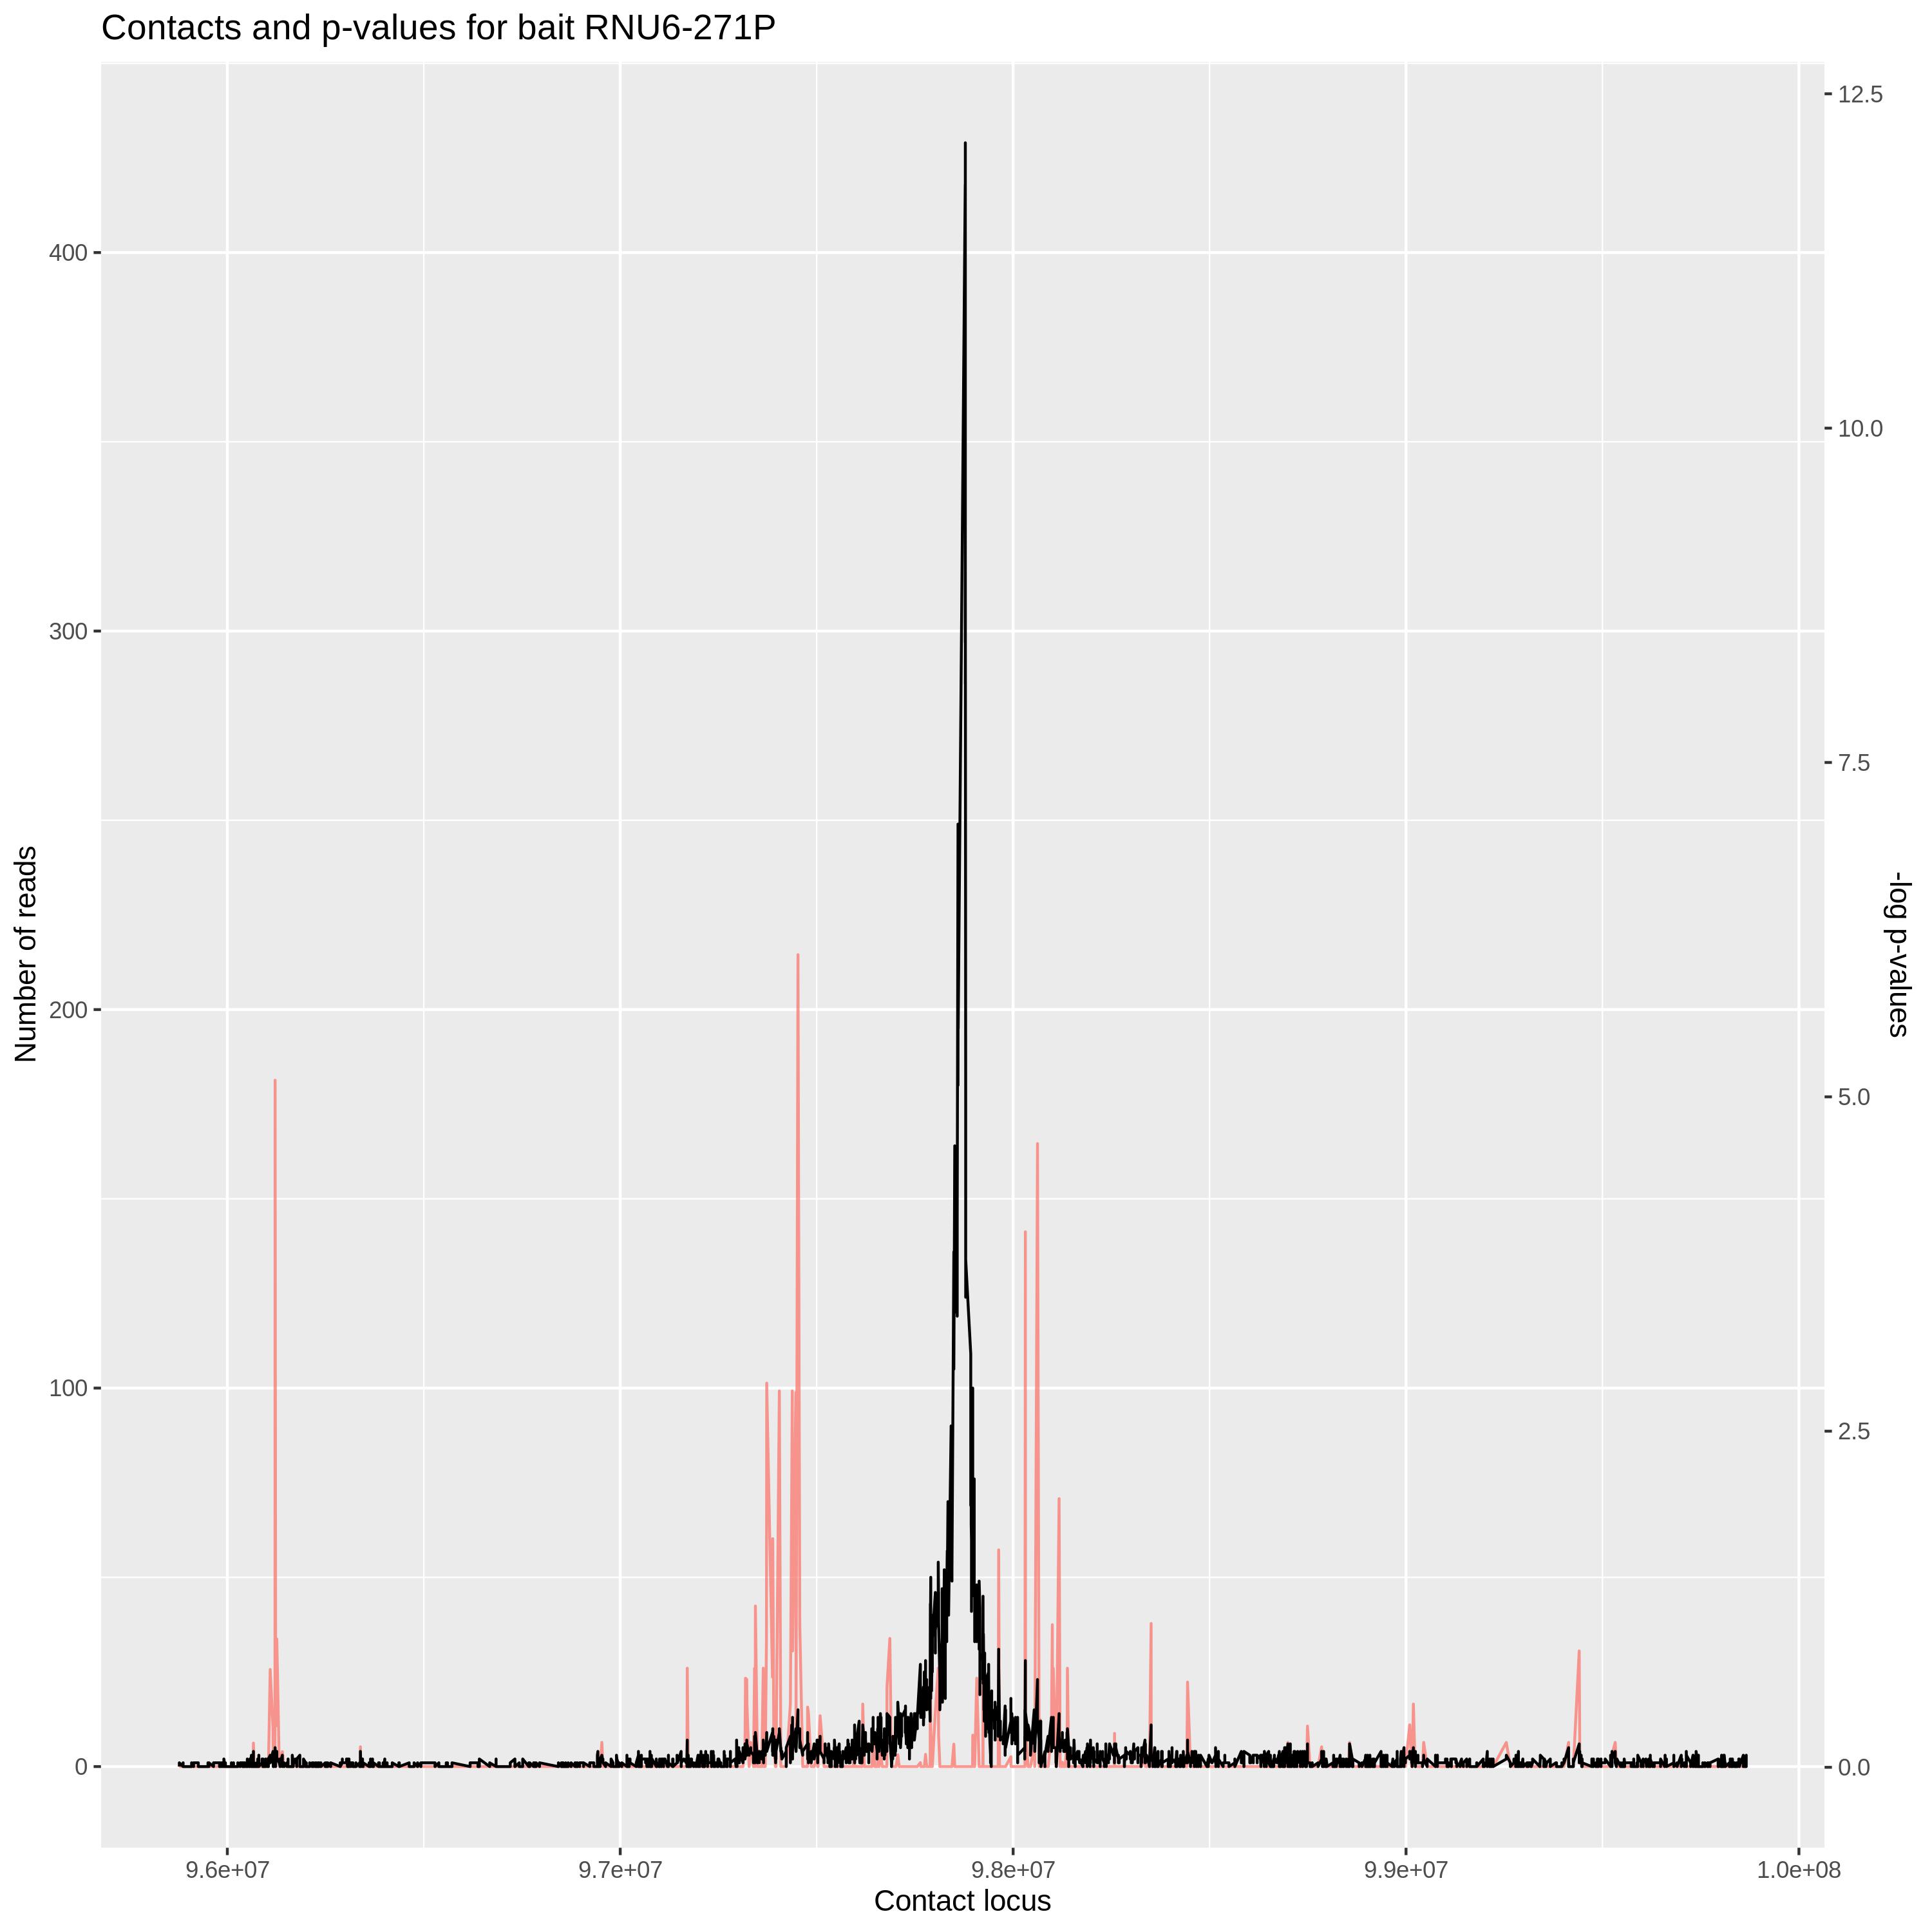 Contacts and p-values for bait RNU6-271P
12.5
400
10.0
300
7.5
Number of reads
-log p-values
200
5.0
100
2.5
0
0.0
9.6e+07
9.7e+07
9.8e+07
9.9e+07
1.0e+08
Contact locus